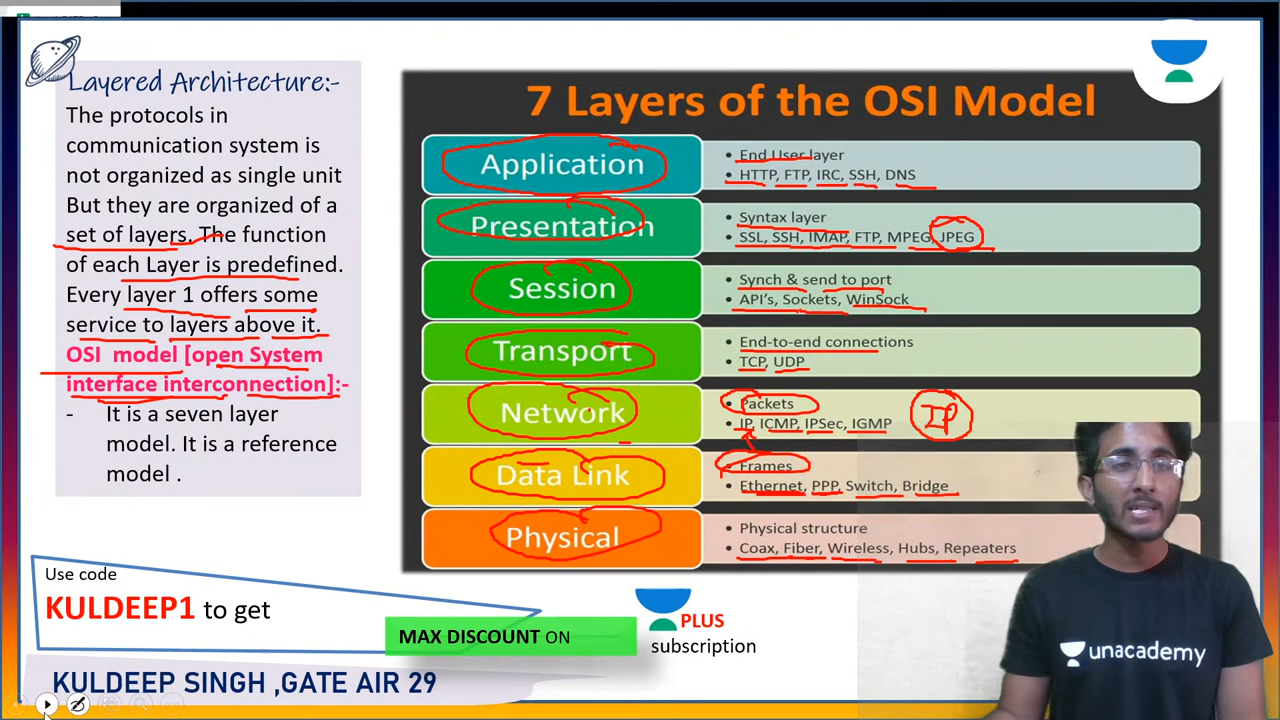 Layered Architecture:-
The protocols in
communication system is
not organized as single unit
But they are organized of a
set of layers. The function
of each Layer is predefined.
Every layer 1 offers some
service to layers above it.
OSI model [open System
interface interconnection]:-
- It is a seven layer
model. It is a reference
model .
7 Layers of the OSI Model
Application
• End User layer
• HTTP, FTP, IRC, SSH, DNS
Presentation
• Syntax layer
• SSL, SSH, IMAP, FTP, MPEG, JPEG
Session
• Synch & send to port
• API's, Sockets, WinSock
Transport
• End-to-end connections
• TCP, UDP
Network
• Packets
• IP, ICMP, IPSec, IGMP
IP
Data Link
• Frames
• Ethernet, PPP, Switch, Bridge
Physical
• Physical structure
• Coax, Fiber, Wireless, Hubs, Repeaters
Use code
KULDEEP1 to get
MAX DISCOUNT ON
PLUS
subscription
KULDEEP SINGH ,GATE AIR 29
unacademy